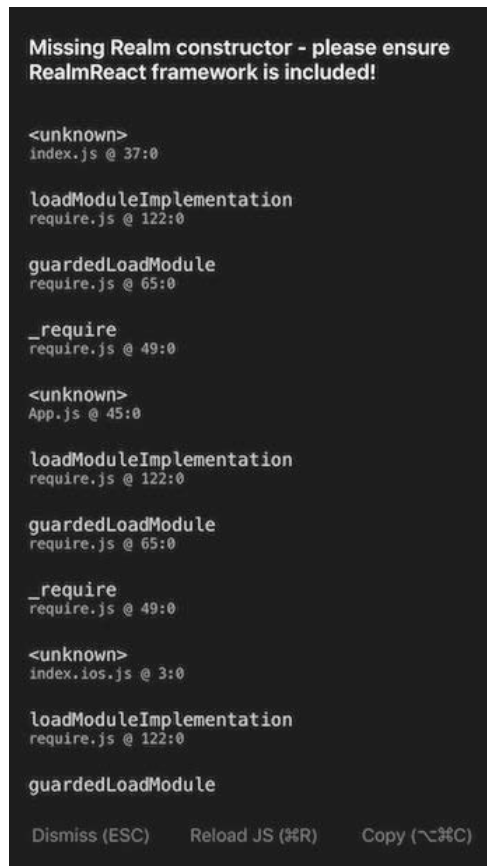 Missing Realm constructor - please ensure
RealmReact framework is included!
<unknown>
index.js @ 37:0
loadModuleImplementation
require.js @ 122:0
guardedLoadModule
require.js @ 65:0
_require
require.js @ 49:0
<unknown>
App.js @ 45:0
loadModuleImplementation
require.js @ 122:0
guardedLoadModule
require.js @ 65:0
_require
require.js @ 49:0
<unknown>
index.ios.js @ 3:0
loadModuleImplementation
require.js @ 122:0
guardedLoadModule
Dismiss (ESC) Reload JS (⌘R) Copy (⌥⌘C)